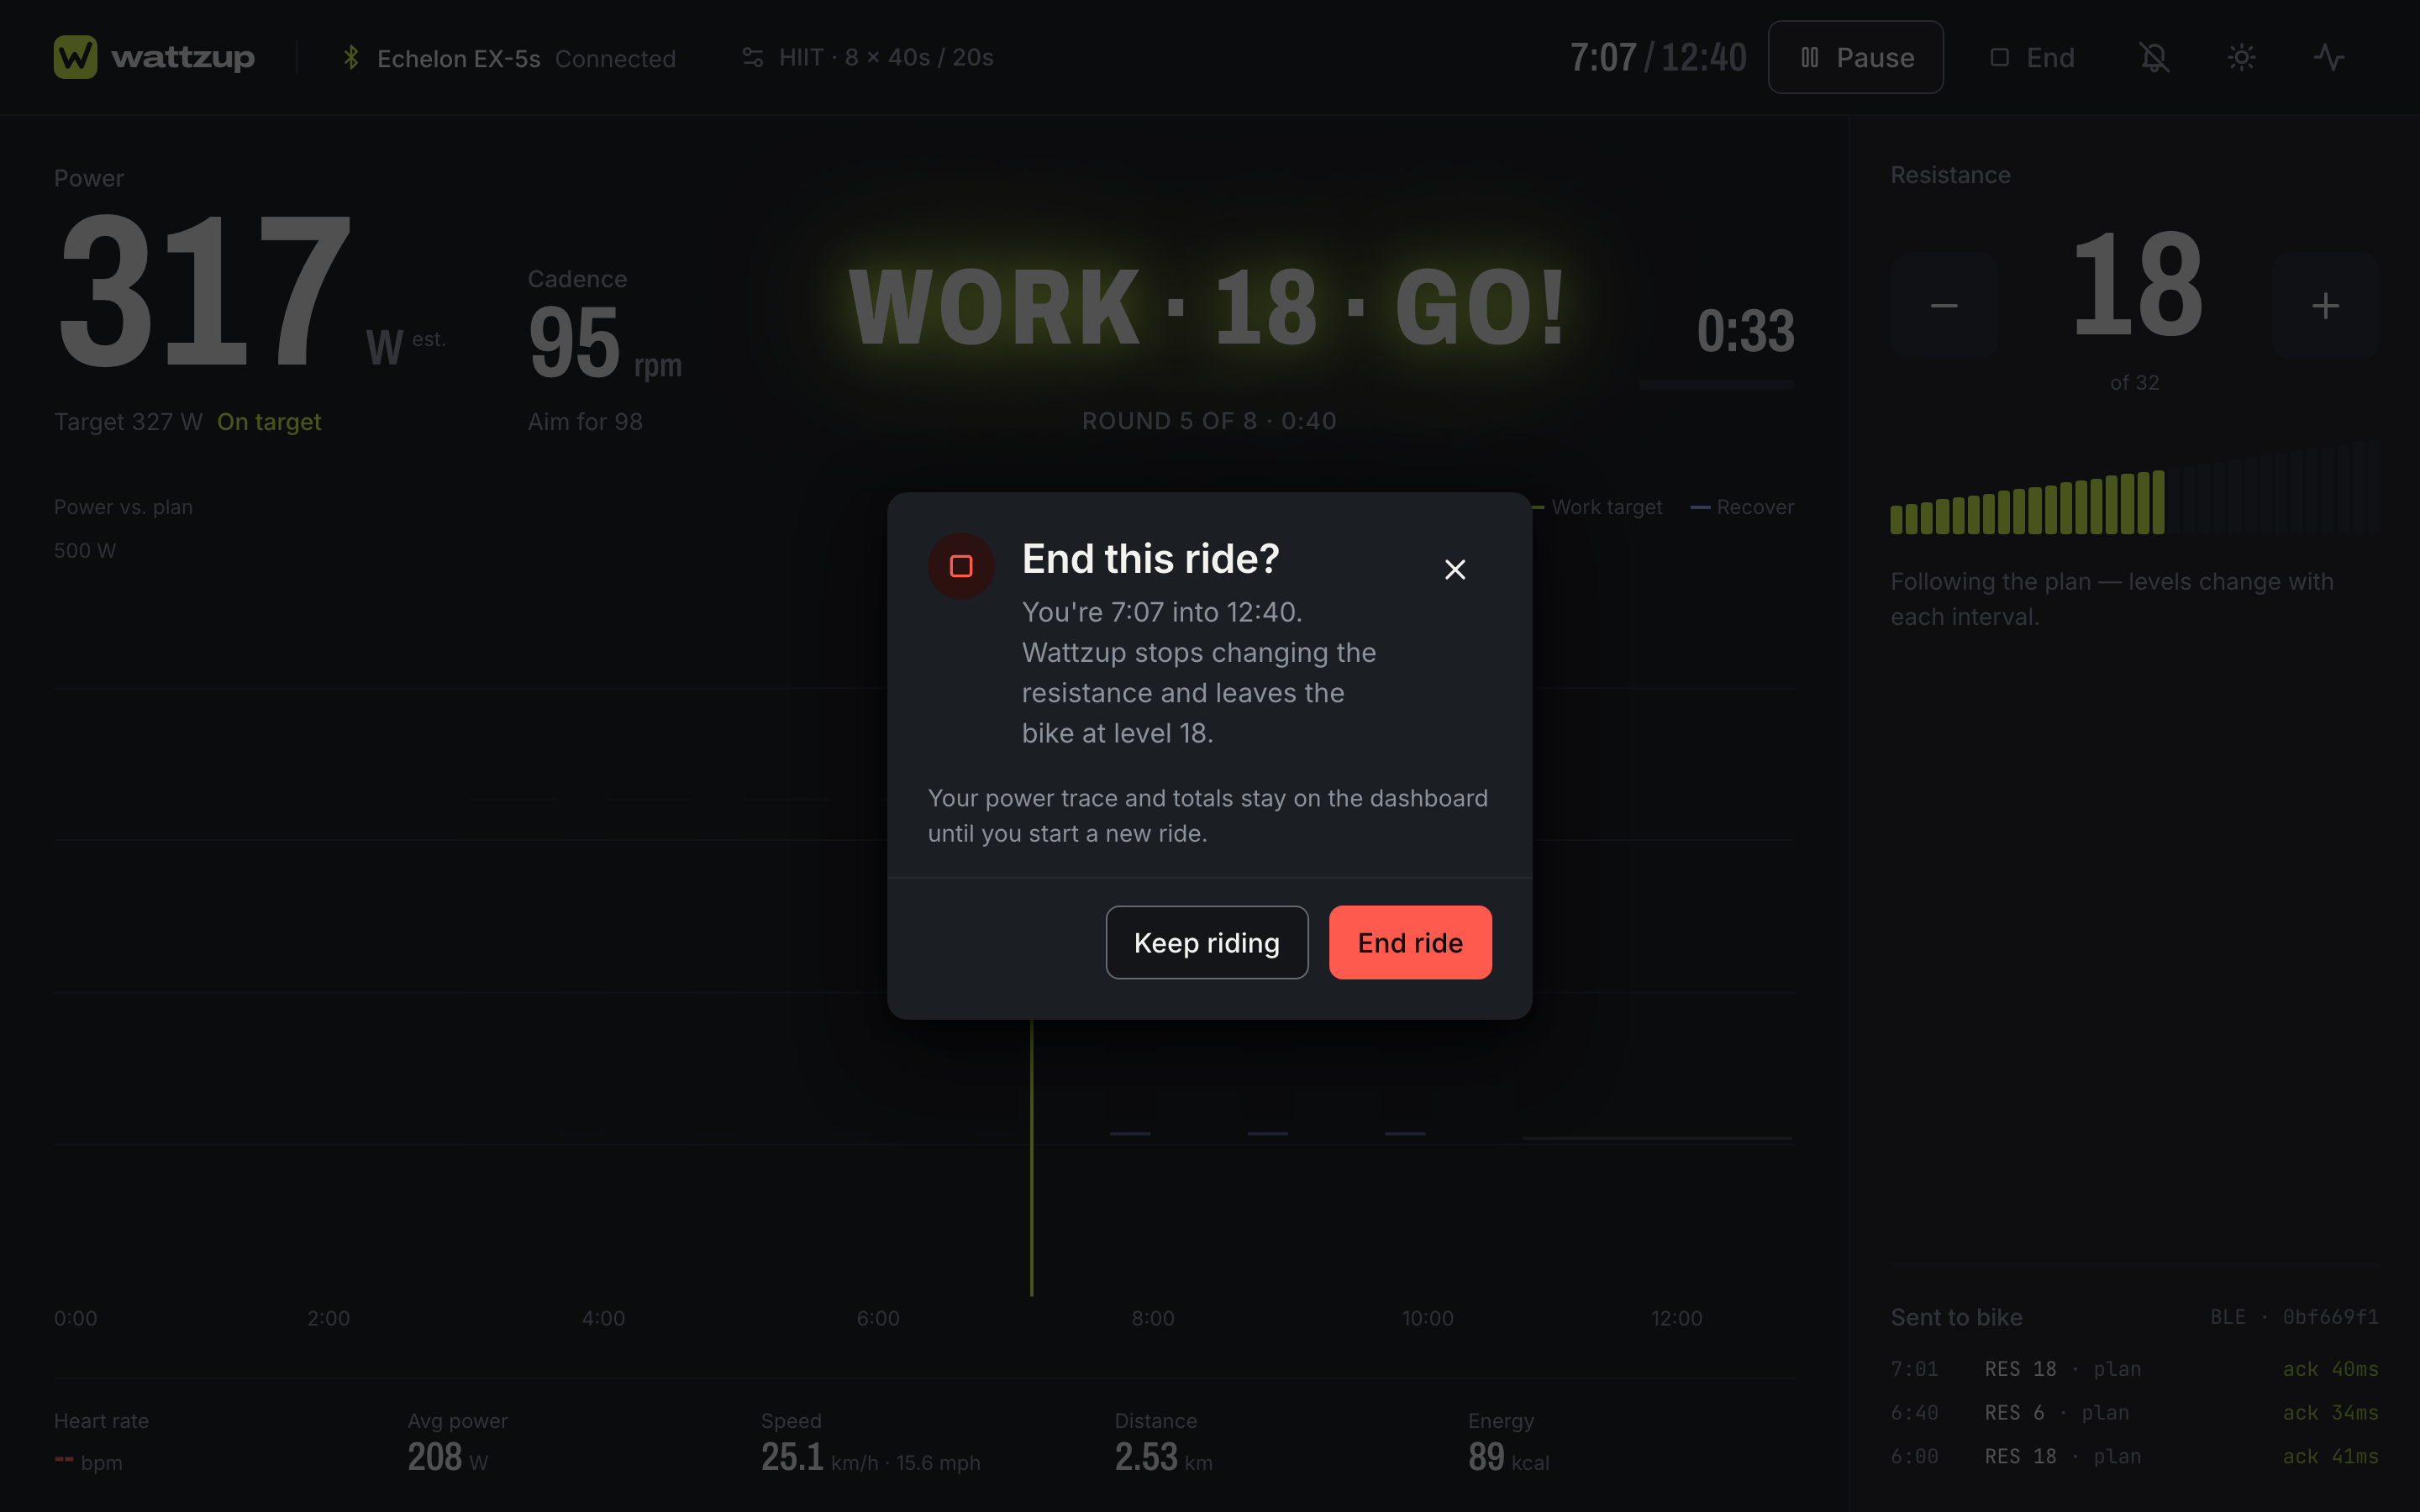 wattzup
Echelon EX-5s Connected
HIIT · 8 × 40s / 20s
7:07 / 12:40
Pause
End
Power
317 W est.
Target 327 W On target
Cadence
95 rpm
Aim for 98
WORK · 18 · GO!
ROUND 5 OF 8 · 0:40
0:33
Resistance
−
18
+
of 32
Following the plan — levels change with
each interval.
Power vs. plan
Work target
Recover
500 W
End this ride?
You're 7:07 into 12:40.
Wattzup stops changing the
resistance and leaves the
bike at level 18.
Your power trace and totals stay on the dashboard
until you start a new ride.
Keep riding
End ride
0:00 2:00 4:00 6:00 8:00 10:00 12:00
Heart rate
-- bpm
Avg power
208 W
Speed
25.1 km/h · 15.6 mph
Distance
2.53 km
Energy
89 kcal
Sent to bike BLE · 0bf669f1
7:01 RES 18 · plan ack 40ms
6:40 RES 6 · plan ack 34ms
6:00 RES 18 · plan ack 41ms